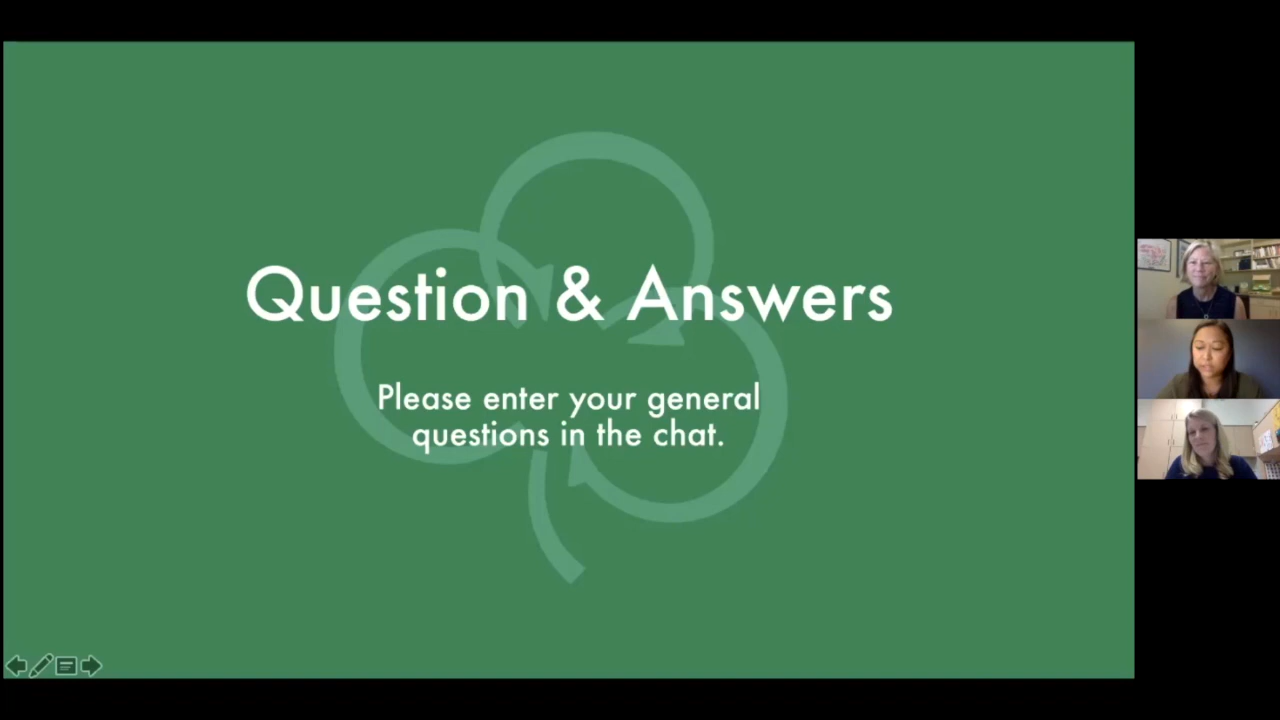 Question & Answers
Please enter your general
questions in the chat.